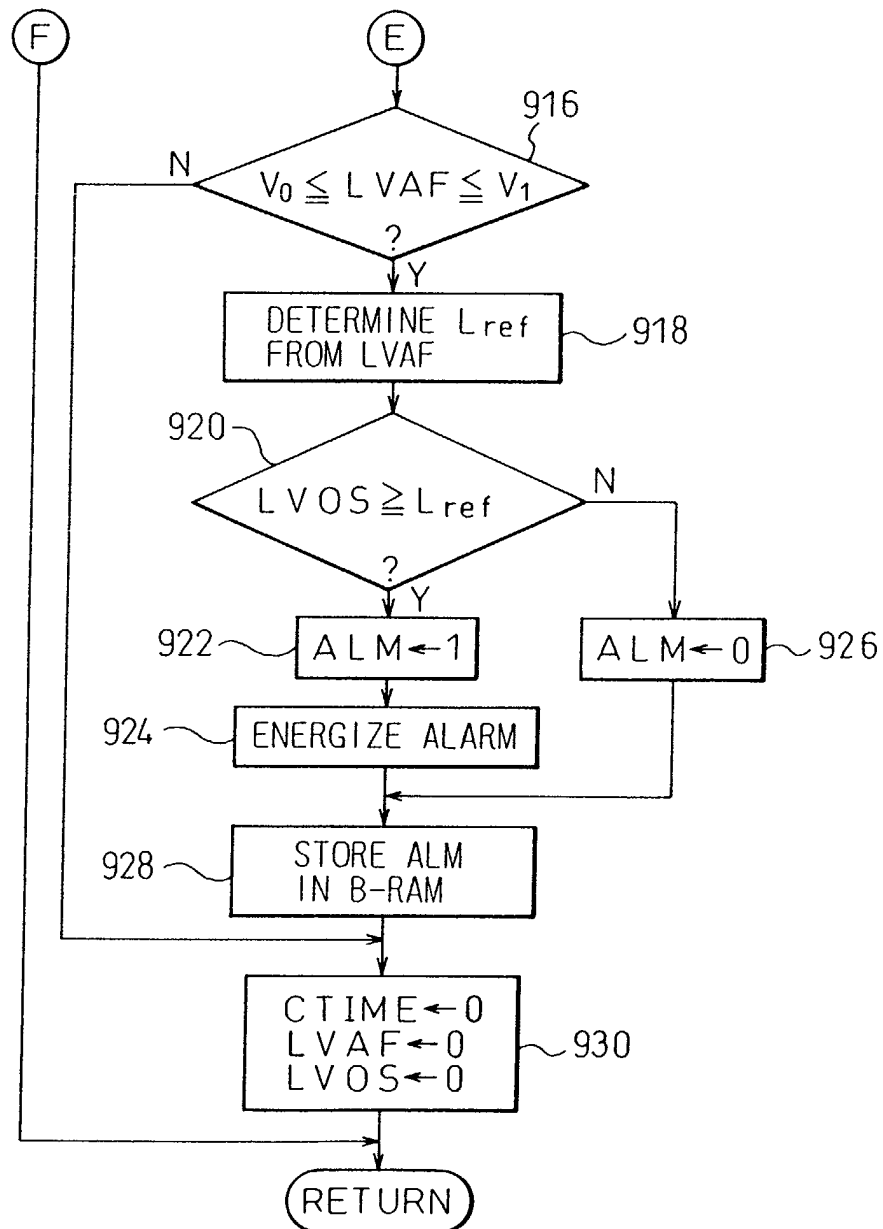 F
E
916
N
V₀ ≦ LVAF ≦ V₁
?
Y
DETERMINE Lref
FROM LVAF
918
920
LVOS ≧ Lref
N
?
Y
922
ALM←1
ALM←0
926
924
ENERGIZE ALARM
928
STORE ALM
IN B-RAM
CTIME←0
LVAF←0
LVOS←0
930
RETURN